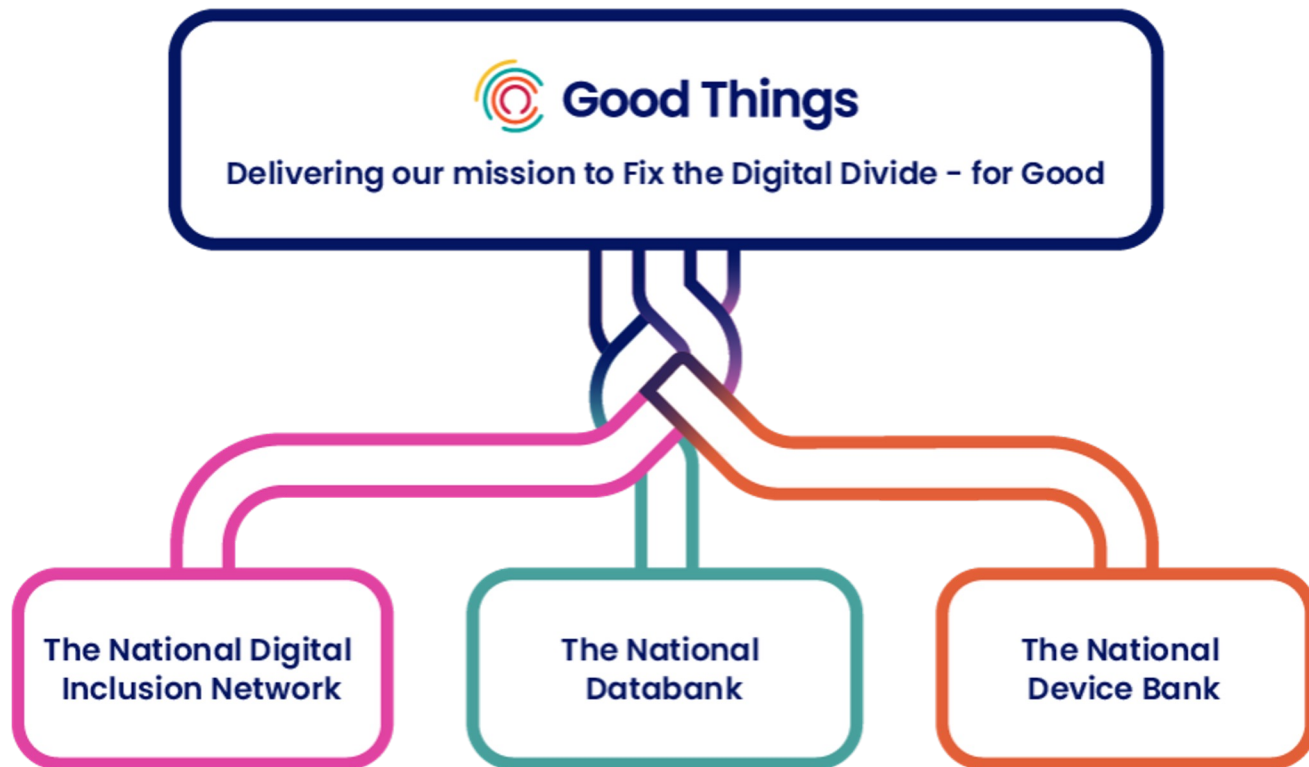 Good Things
Delivering our mission to Fix the Digital Divide - for Good
The National Digital
Inclusion Network
The National
Databank
The National
Device Bank